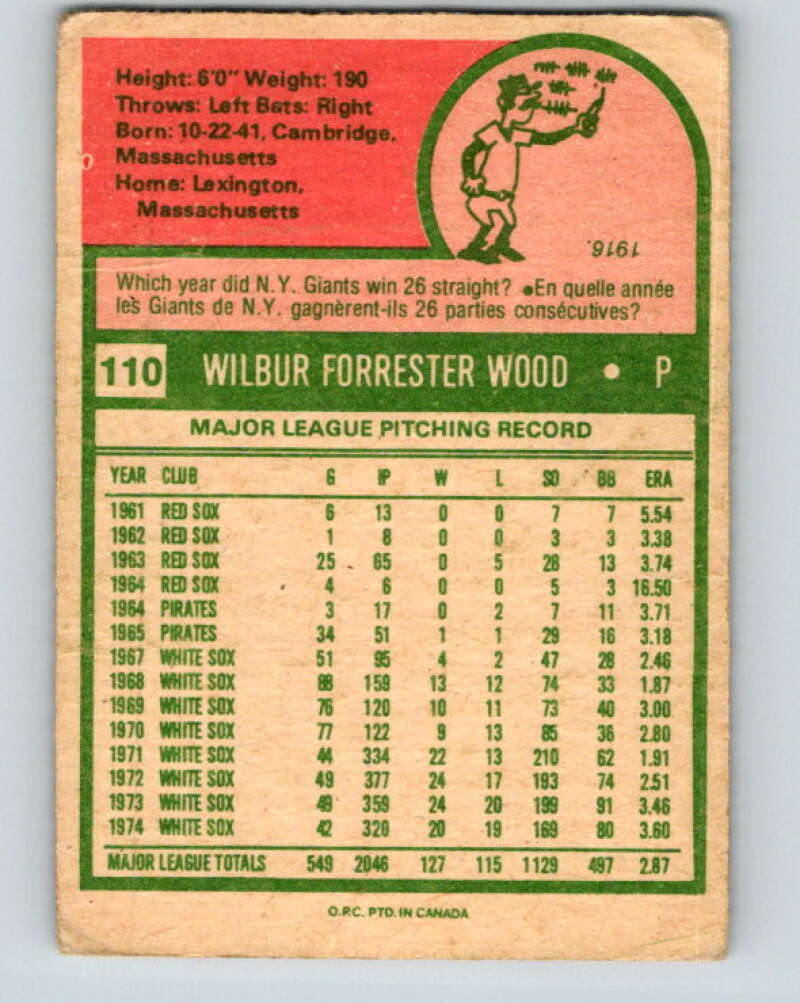 Height: 6'0" Weight: 190
Throws: Left Bats: Right
Born: 10-22-41, Cambridge,
Massachusetts
Home: Lexington,
Massachusetts
1916.
Which year did N.Y. Giants win 26 straight? •En quelle année
les Giants de N.Y. gagnèrent-ils 26 parties consécutives?
110 WILBUR FORRESTER WOOD • P
MAJOR LEAGUE PITCHING RECORD
YEAR CLUB G IP W L SO BB ERA
1961 RED SOX 6 13 0 0 7 7 5.54
1962 RED SOX 1 8 0 0 3 3 3.38
1963 RED SOX 25 65 0 5 28 13 3.74
1964 RED SOX 4 6 0 0 5 3 16.50
1964 PIRATES 3 17 0 2 7 11 3.71
1965 PIRATES 34 51 1 1 29 16 3.18
1967 WHITE SOX 51 95 4 2 47 28 2.46
1968 WHITE SOX 88 159 13 12 74 33 1.87
1969 WHITE SOX 76 120 10 11 73 40 3.00
1970 WHITE SOX 77 122 9 13 85 36 2.80
1971 WHITE SOX 44 334 22 13 210 62 1.91
1972 WHITE SOX 49 377 24 17 193 74 2.51
1973 WHITE SOX 49 359 24 20 199 91 3.46
1974 WHITE SOX 42 320 20 19 169 80 3.60
MAJOR LEAGUE TOTALS 549 2046 127 115 1129 497 2.87
O.P.C. PTD. IN CANADA